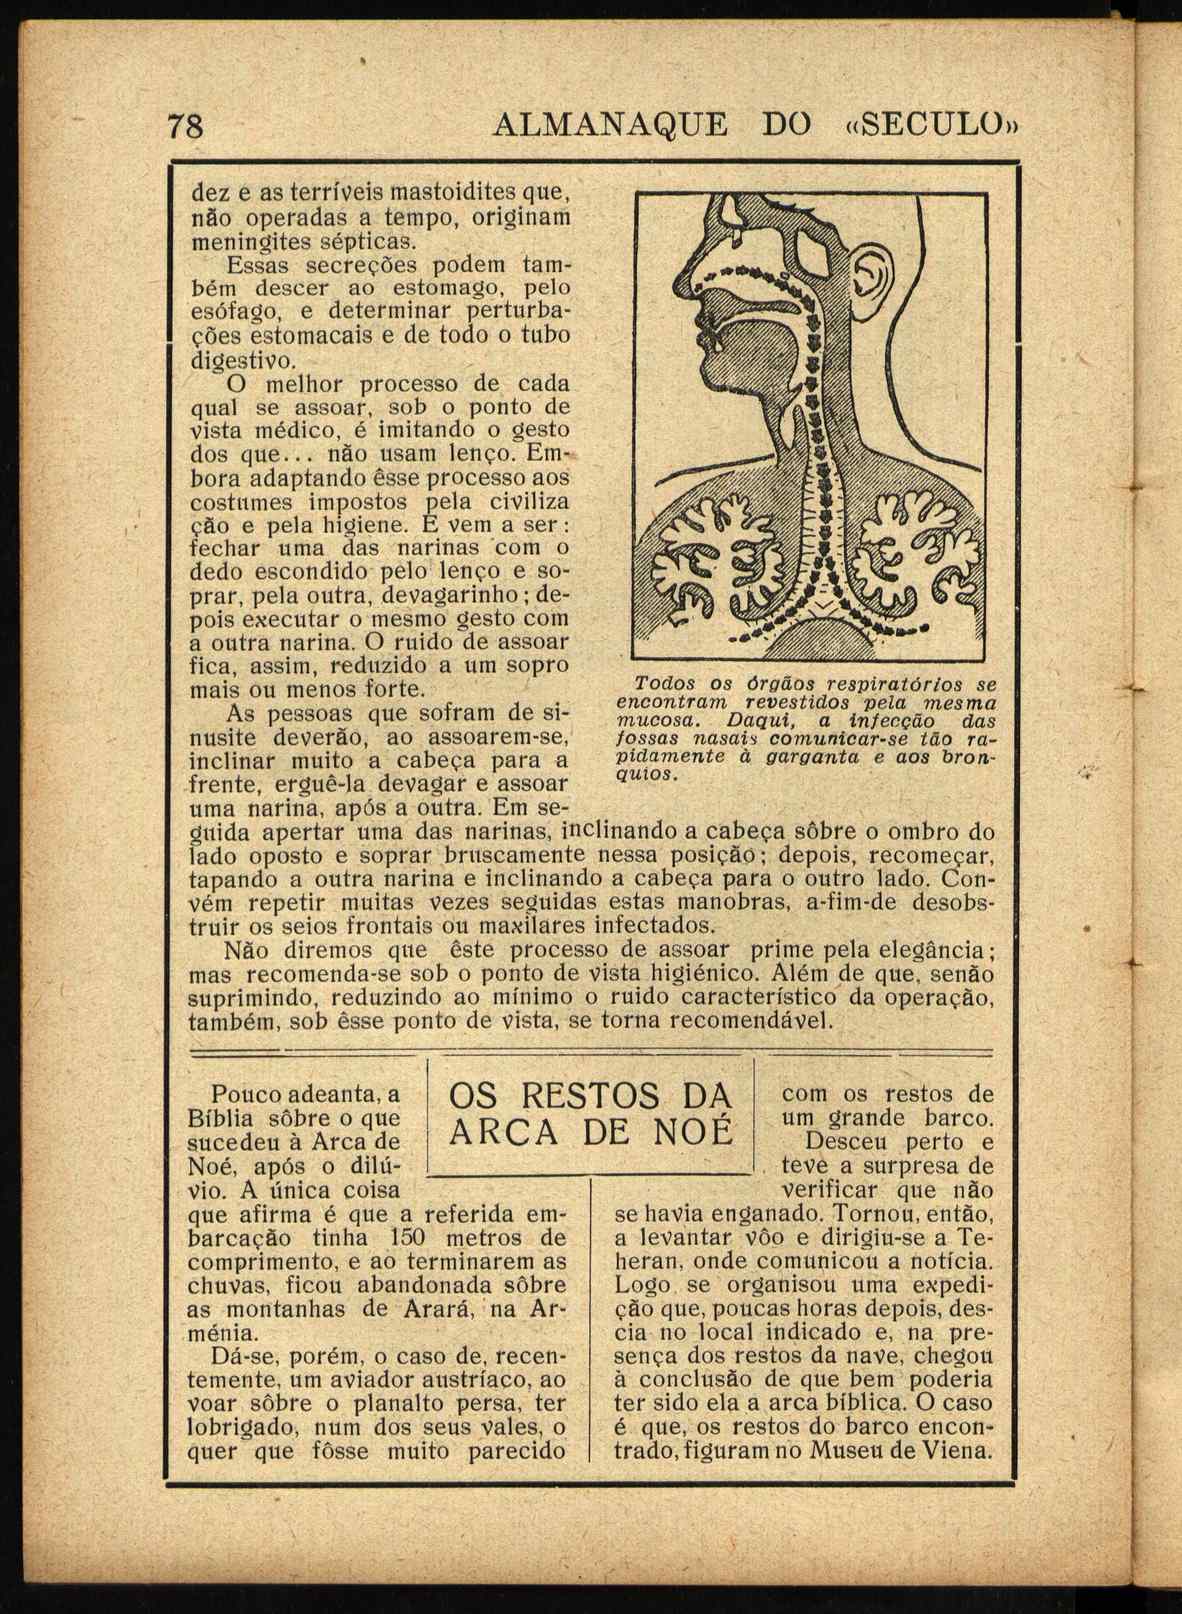 78
ALMANAQUE DO «SECULO»
dez e as terríveis mastoidites que,
não operadas a tempo, originam
meningites sépticas.
Essas secreções podem tam-
bém descer ao estomago, pelo
esófago, e determinar perturba-
ções estomacais e de todo o tubo
digestivo.
O melhor processo de cada
qual se assoar, sob o ponto de
vista médico, é imitando o gesto
dos que... não usam lenço. Em-
bora adaptando êsse processo aos
costumes impostos pela civiliza
ção e pela higiene. E vem a ser:
fechar uma das narinas com o
dedo escondido pelo lenço e so-
prar, pela outra, devagarinho; de-
pois executar o mesmo gesto com
a outra narina. O ruido de assoar
fica, assim, reduzido a um sopro
mais ou menos forte.
As pessoas que sofram de si-
nusite deverão, ao assoarem-se,
inclinar muito a cabeça para a
frente, erguê-la devagar e assoar
uma narina, após a outra. Em se-
guida apertar uma das narinas, inclinando a cabeça sôbre o ombro do
lado oposto e soprar bruscamente nessa posição; depois, recomeçar,
tapando a outra narina e inclinando a cabeça para o outro lado. Con-
vém repetir muitas vezes seguidas estas manobras, a-fim-de desobs-
truir os seios frontais ou maxilares infectados.
Não diremos que êste processo de assoar prime pela elegância;
mas recomenda-se sob o ponto de vista higiénico. Além de que, senão
suprimindo, reduzindo ao mínimo o ruido característico da operação,
também, sob êsse ponto de vista, se torna recomendável.
Todos os órgãos respiratórios se
encontram revestidos pela mesma
mucosa. Daqui, a infecção das
fossas nasais comunicar-se tão ra-
pidamente à garganta e aos bron-
quios.
OS RESTOS DA
ARCA DE NOÉ
Pouco adeanta, a
Bíblia sôbre o que
sucedeu à Arca de
Noé, após o dilú-
vio. A única coisa
que afirma é que a referida em-
barcação tinha 150 metros de
comprimento, e ao terminarem as
chuvas, ficou abandonada sôbre
as montanhas de Arará, na Ar-
ménia.
Dá-se, porém, o caso de, recen-
temente, um aviador austríaco, ao
voar sôbre o planalto persa, ter
lobrigado, num dos seus vales, o
quer que fôsse muito parecido
com os restos de
um grande barco.
Desceu perto e
teve a surpresa de
verificar que não
se havia enganado. Tornou, então,
a levantar vôo e dirigiu-se a Te-
heran, onde comunicou a notícia.
Logo se organisou uma expedi-
ção que, poucas horas depois, des-
cia no local indicado e, na pre-
sença dos restos da nave, chegou
à conclusão de que bem poderia
ter sido ela a arca bíblica. O caso
é que, os restos do barco encon-
trado, figuram no Museu de Viena.